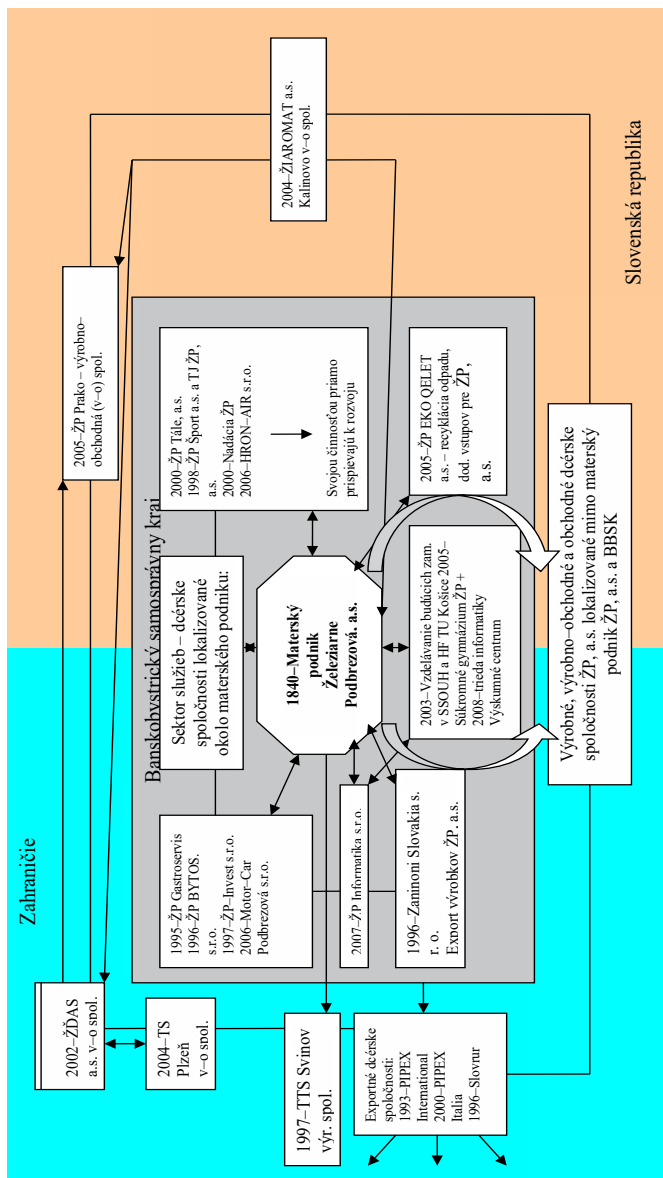 Zahraničie
Slovenská republika
2002–ŽĎAS
a.s. v–o spol.
2004–TS
Plzeň
v–o spol.
2005–ŽP Prako – výrobno–
obchodná (v–o) spol.
2004–ŽIAROMAT a.s.
Kalinovo v–o spol.
Banskobystrický samosprávny kraj
1995–ŽP Gastroservis
1996–ŽP BYTOS.
s.r.o.
1997–ŽP–Invest s.r.o.
2006–Motor–Car
Podbrezová s.r.o.
Sektor služieb – dcérske
spoločnosti lokalizované
okolo materského podniku:
2000–ŽP Tále, a.s.
1998–ŽP Šport a.s. a TJ ŽP,
a.s.
2000–Nadácia ŽP
2006–HRON–AIR s.r.o.
Svojou činnosťou priamo
prispievajú k rozvoju
1840–Materský
podnik
Železiarne
Podbrezová. a.s.
1997–TTS Svinov
výr. spol.
2007–ŽP Informatika s.r.o.
1996–Zaninoni Slovakia s.
r. o.
Export výrobkov ŽP. a.s.
2003–Vzdelávanie budúcich zam.
v SSOUH a HF TU Košice 2005–
Súkromné gymnázium ŽP +
2008–trieda informatiky
Výskumné centrum
2005–ŽP EKO QELET
a.s. – recyklácia odpadu,
dod. vstupov pre ŽP,
a.s.
Exportné dcérske
spoločnosti:
1993–PIPEX
International
2000–PIPEX
Italia
1996–Slovrur
Výrobné, výrobno–obchodné a obchodné dcérske
spoločnosti ŽP, a.s. lokalizované mimo materský
podnik ŽP, a.s. a BBSK